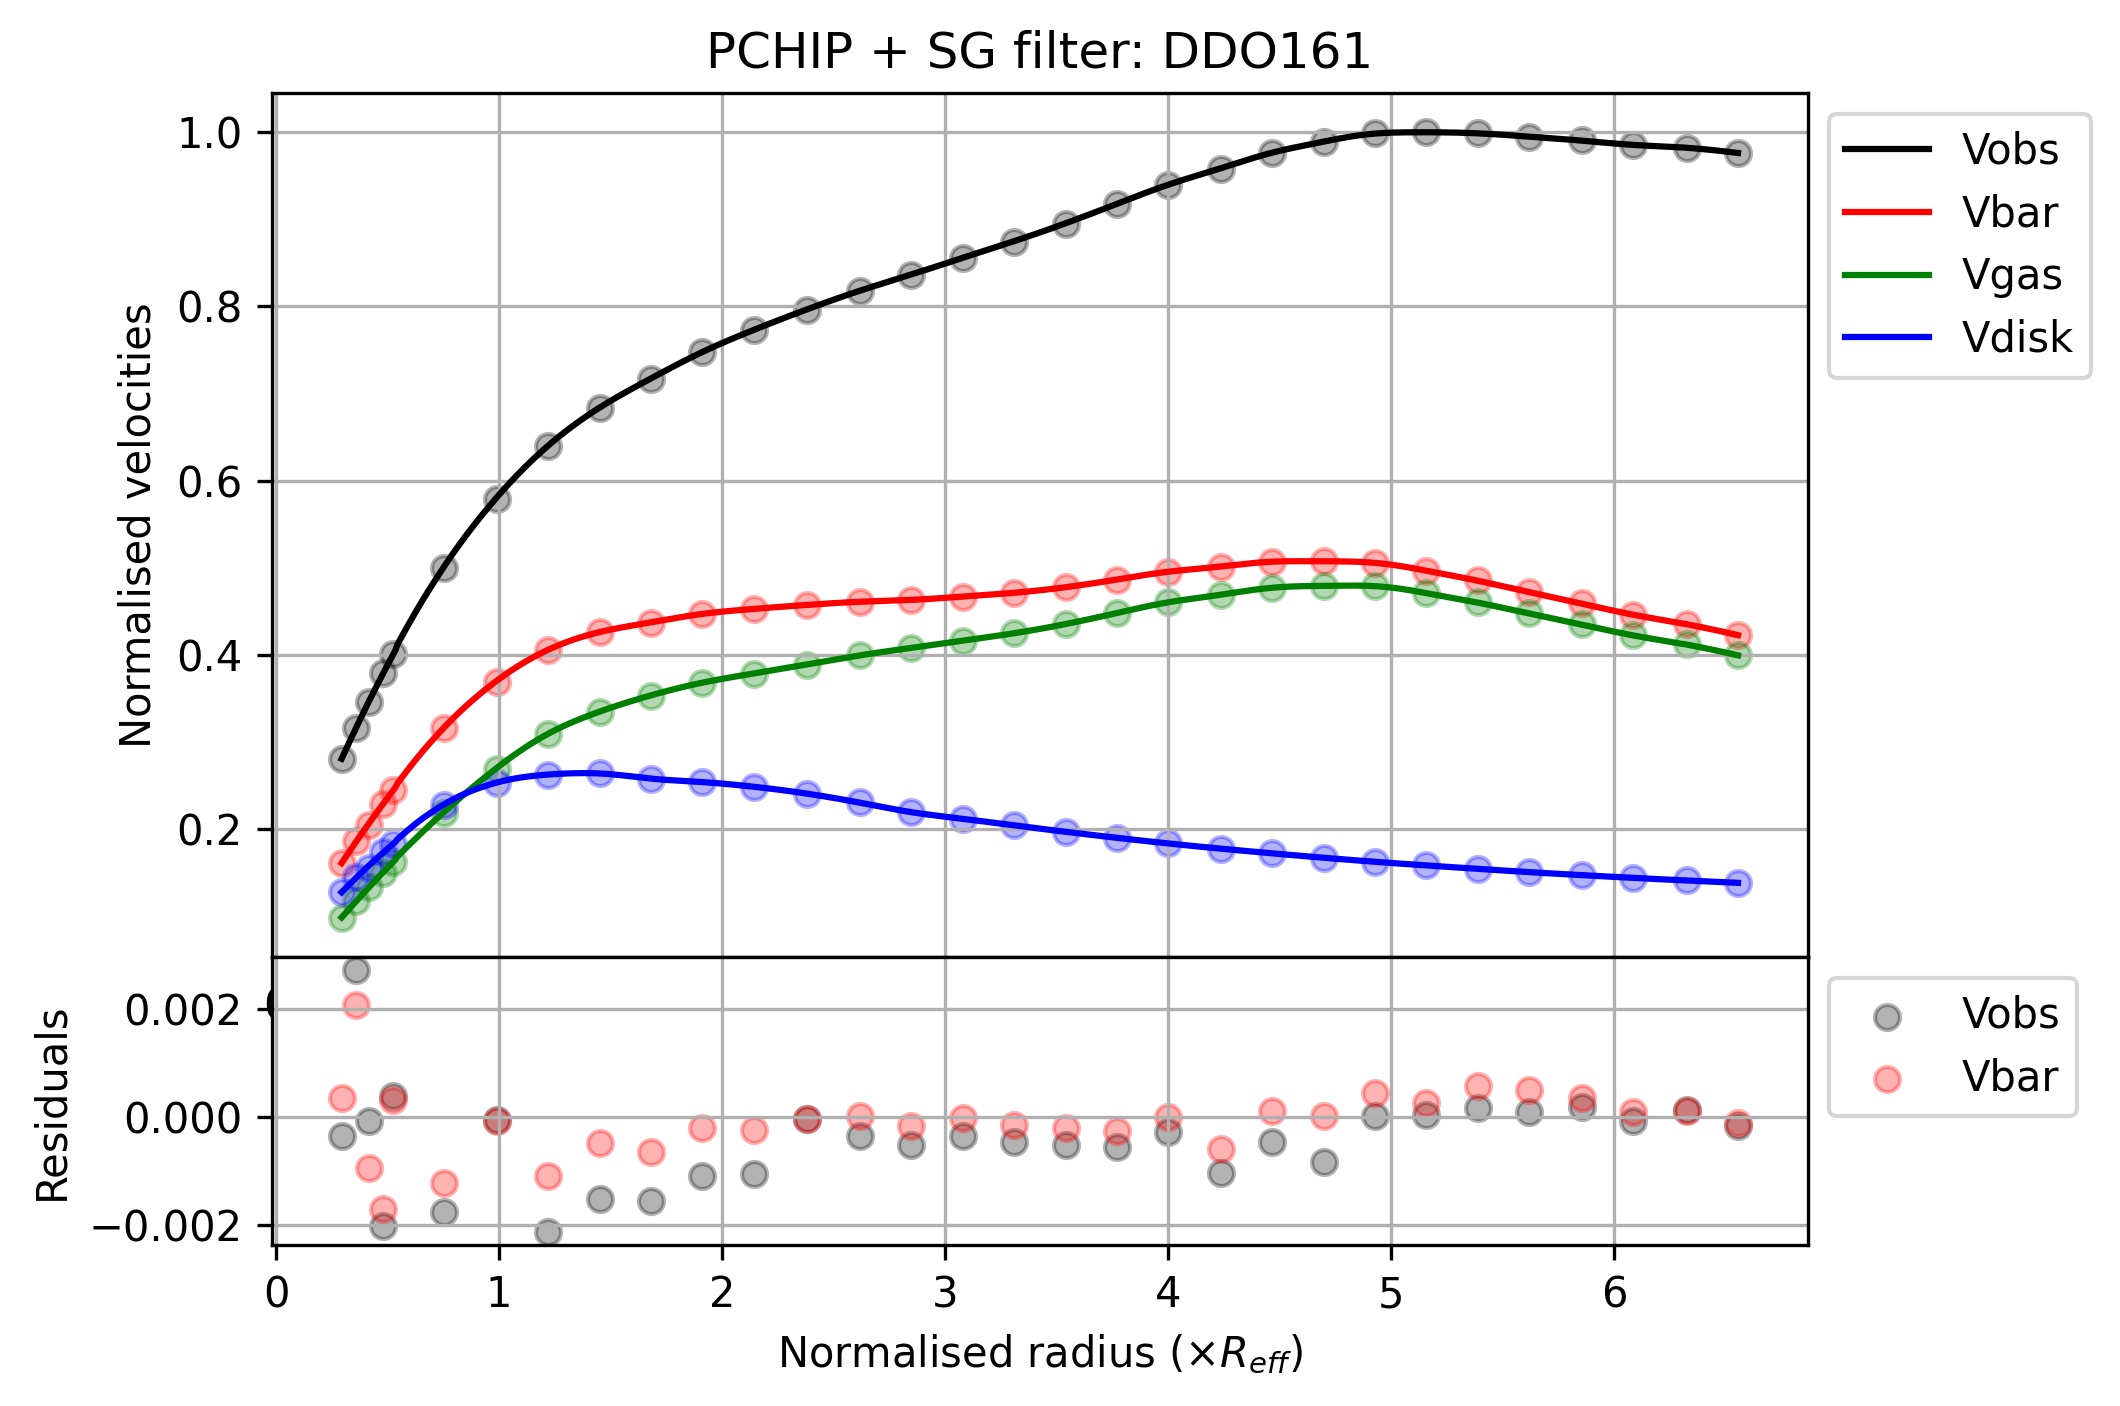 PCHIP + SG filter: DDO161
Normalised velocities
1.0
0.8
0.6
0.4
0.2
Vobs
Vbar
Vgas
Vdisk
Residuals
0.002
0.000
−0.002
Vobs
Vbar
0 1 2 3 4 5 6
Normalised radius (×R_eff)